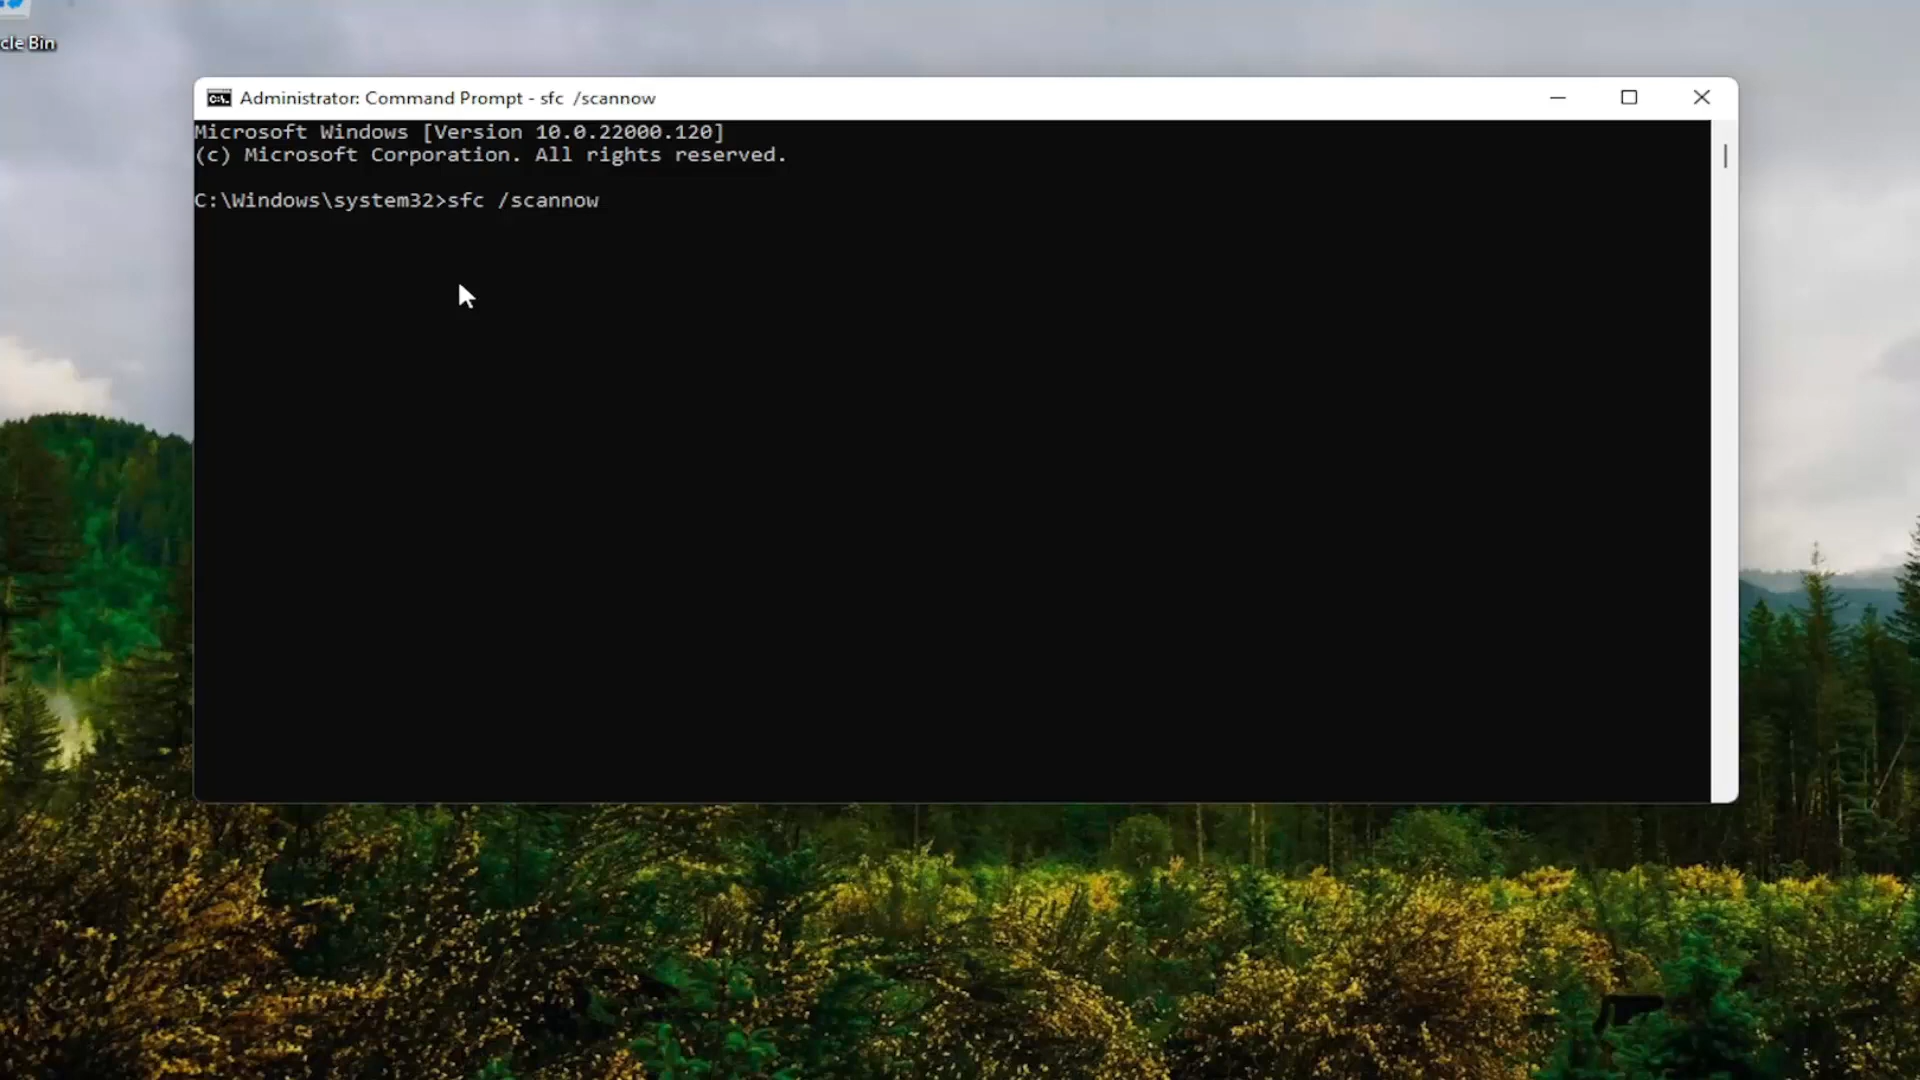 cle Bin
Administrator: Command Prompt - sfc  /scannow
Microsoft Windows [Version 10.0.22000.120]
(c) Microsoft Corporation. All rights reserved.
C:\Windows\system32>sfc /scannow